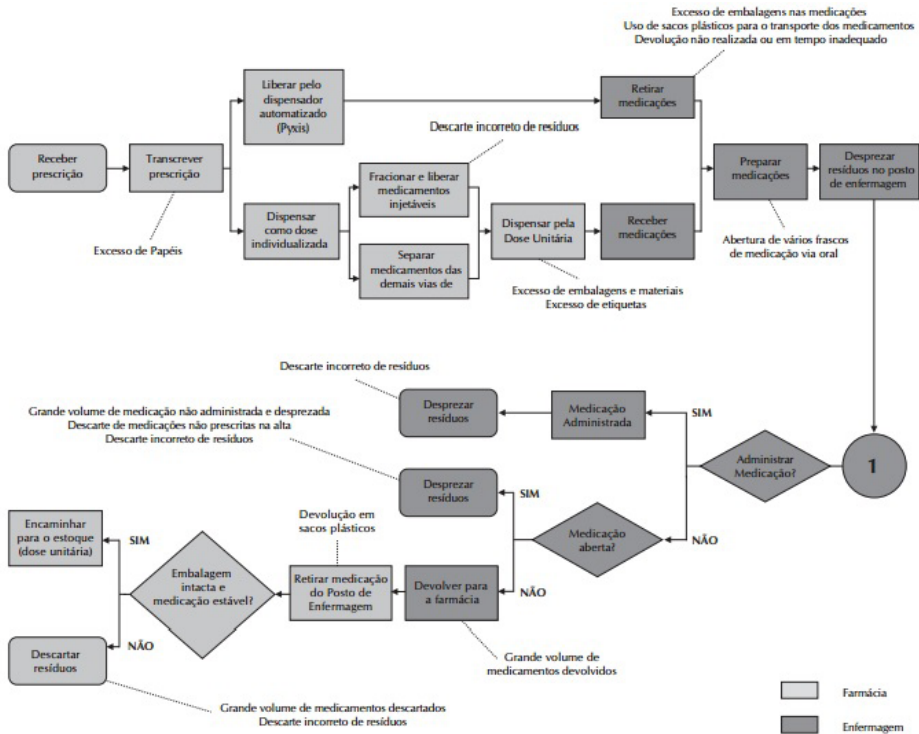 Excesso de embalagens nas medicações
Uso de sacos plásticos para o transporte dos medicamentos
Devolução não realizada ou em tempo inadequado
Liberar pelo
dispensador
automatizado
(Pyxis)
Retirar
medicações
Descarte incorreto de resíduos
Receber
prescrição
Transcrever
prescrição
Fracionar e liberar
medicamentos
injetáveis
Preparar
medicações
Desprezar
resíduos no posto
de enfermagem
Dispensar
como dose
individualizada
Dispensar pela
Dose Unitária
Receber
medicações
Excesso de Papéis
Separar
medicamentos das
demais vias de
Abertura de vários frascos
de medicação via oral
Excesso de embalagens e materiais
Excesso de etiquetas
Descarte incorreto de resíduos
Desprezar
resíduos
Medicação
Administrada
SIM
Grande volume de medicação não administrada e desprezada
Descarte de medicações não prescritas na alta
Descarte incorreto de resíduos
Administrar
Medicação?
1
Desprezar
resíduos
SIM
NÃO
Medicação
aberta?
Encaminhar
para o estoque
(dose unitária)
SIM
Devolução em
sacos plásticos
Embalagem
intacta e
medicação estável?
Retirar medicação
do Posto de
Enfermagem
Devolver para
a farmácia
NÃO
Descartar
resíduos
NÃO
Grande volume de
medicamentos devolvidos
Grande volume de medicamentos descartados
Descarte incorreto de resíduos
Farmácia
Enfermagem